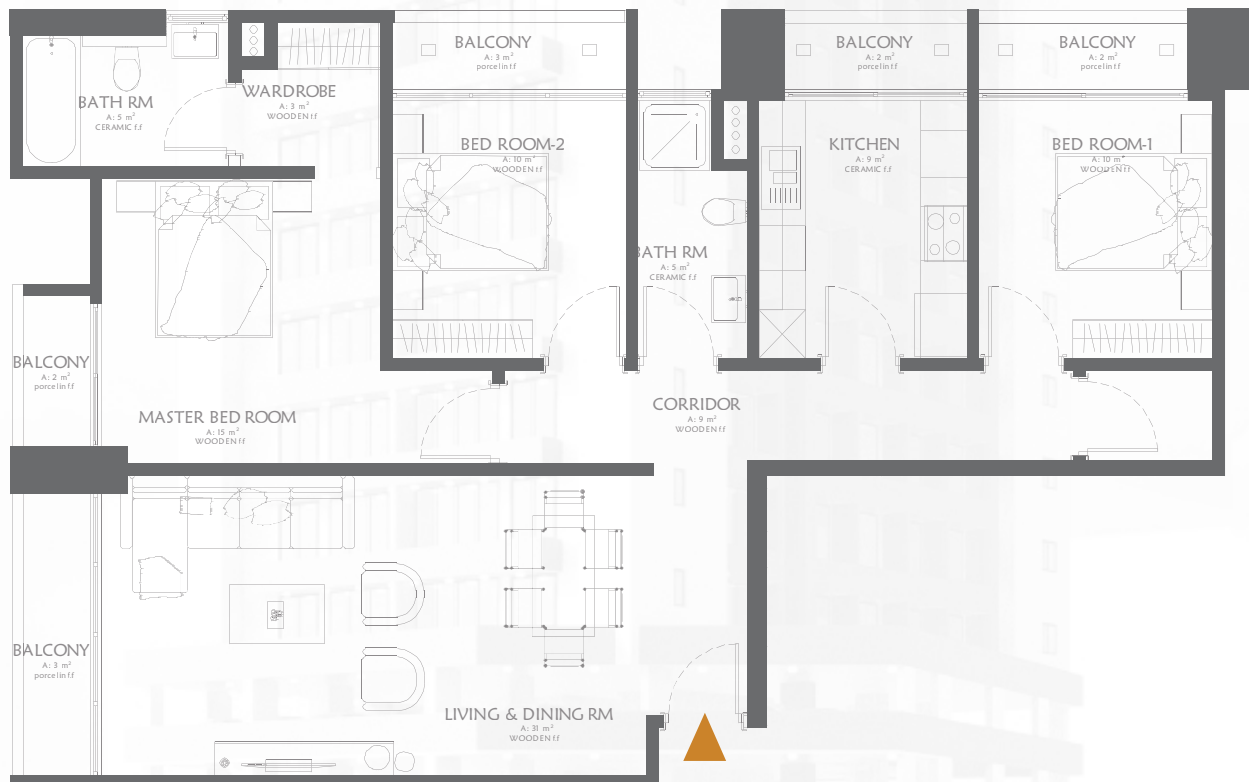 BALCONY
A: 3 m²
porcelin f.f
BALCONY
A: 2 m²
porcelin f.f
BALCONY
A: 2 m²
porcelin f.f
BATH RM
A: 5 m²
CERAMIC f.f
WARDROBE
A: 3 m²
WOODEN f.f
BED ROOM-2
A: 10 m²
WOODEN f.f
KITCHEN
A: 9 m²
CERAMIC f.f
BED ROOM-1
A: 10 m²
WOODEN f.f
BATH RM
A: 5 m²
CERAMIC f.f
BALCONY
A: 2 m²
porcelin f.f
MASTER BED ROOM
A: 15 m²
WOODEN f.f
CORRIDOR
A: 9 m²
WOODEN f.f
BALCONY
A: 3 m²
porcelin f.f
LIVING & DINING RM
A: 31 m²
WOODEN f.f